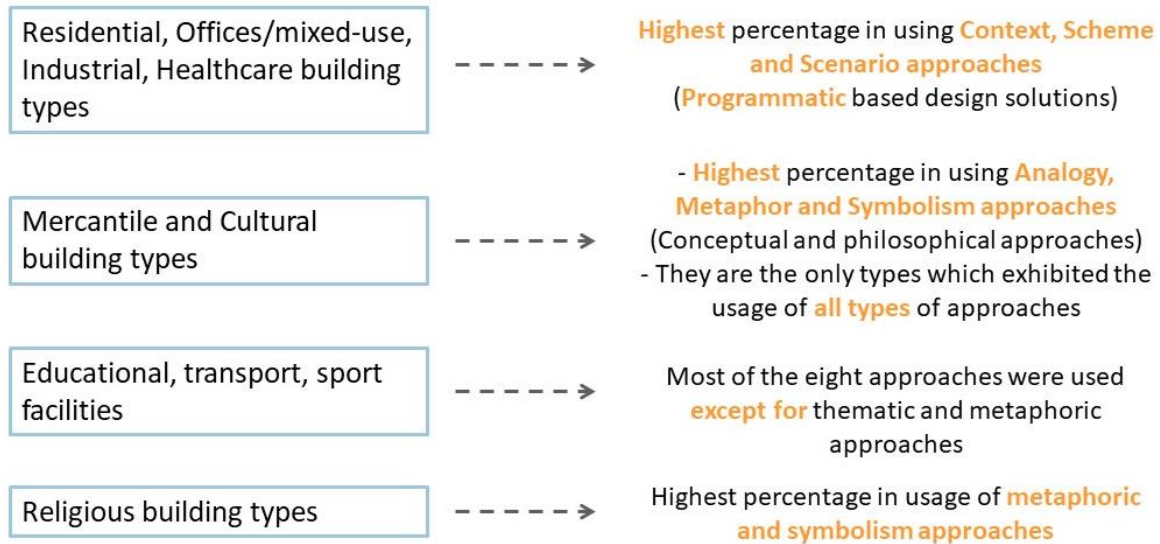 Residential, Offices/mixed-use,
Industrial, Healthcare building
types
Highest percentage in using Context, Scheme
and Scenario approaches
(Programmatic based design solutions)
Mercantile and Cultural
building types
- Highest percentage in using Analogy,
Metaphor and Symbolism approaches
(Conceptual and philosophical approaches)
- They are the only types which exhibited the
usage of all types of approaches
Educational, transport, sport
facilities
Most of the eight approaches were used
except for thematic and metaphoric
approaches
Religious building types
Highest percentage in usage of metaphoric
and symbolism approaches